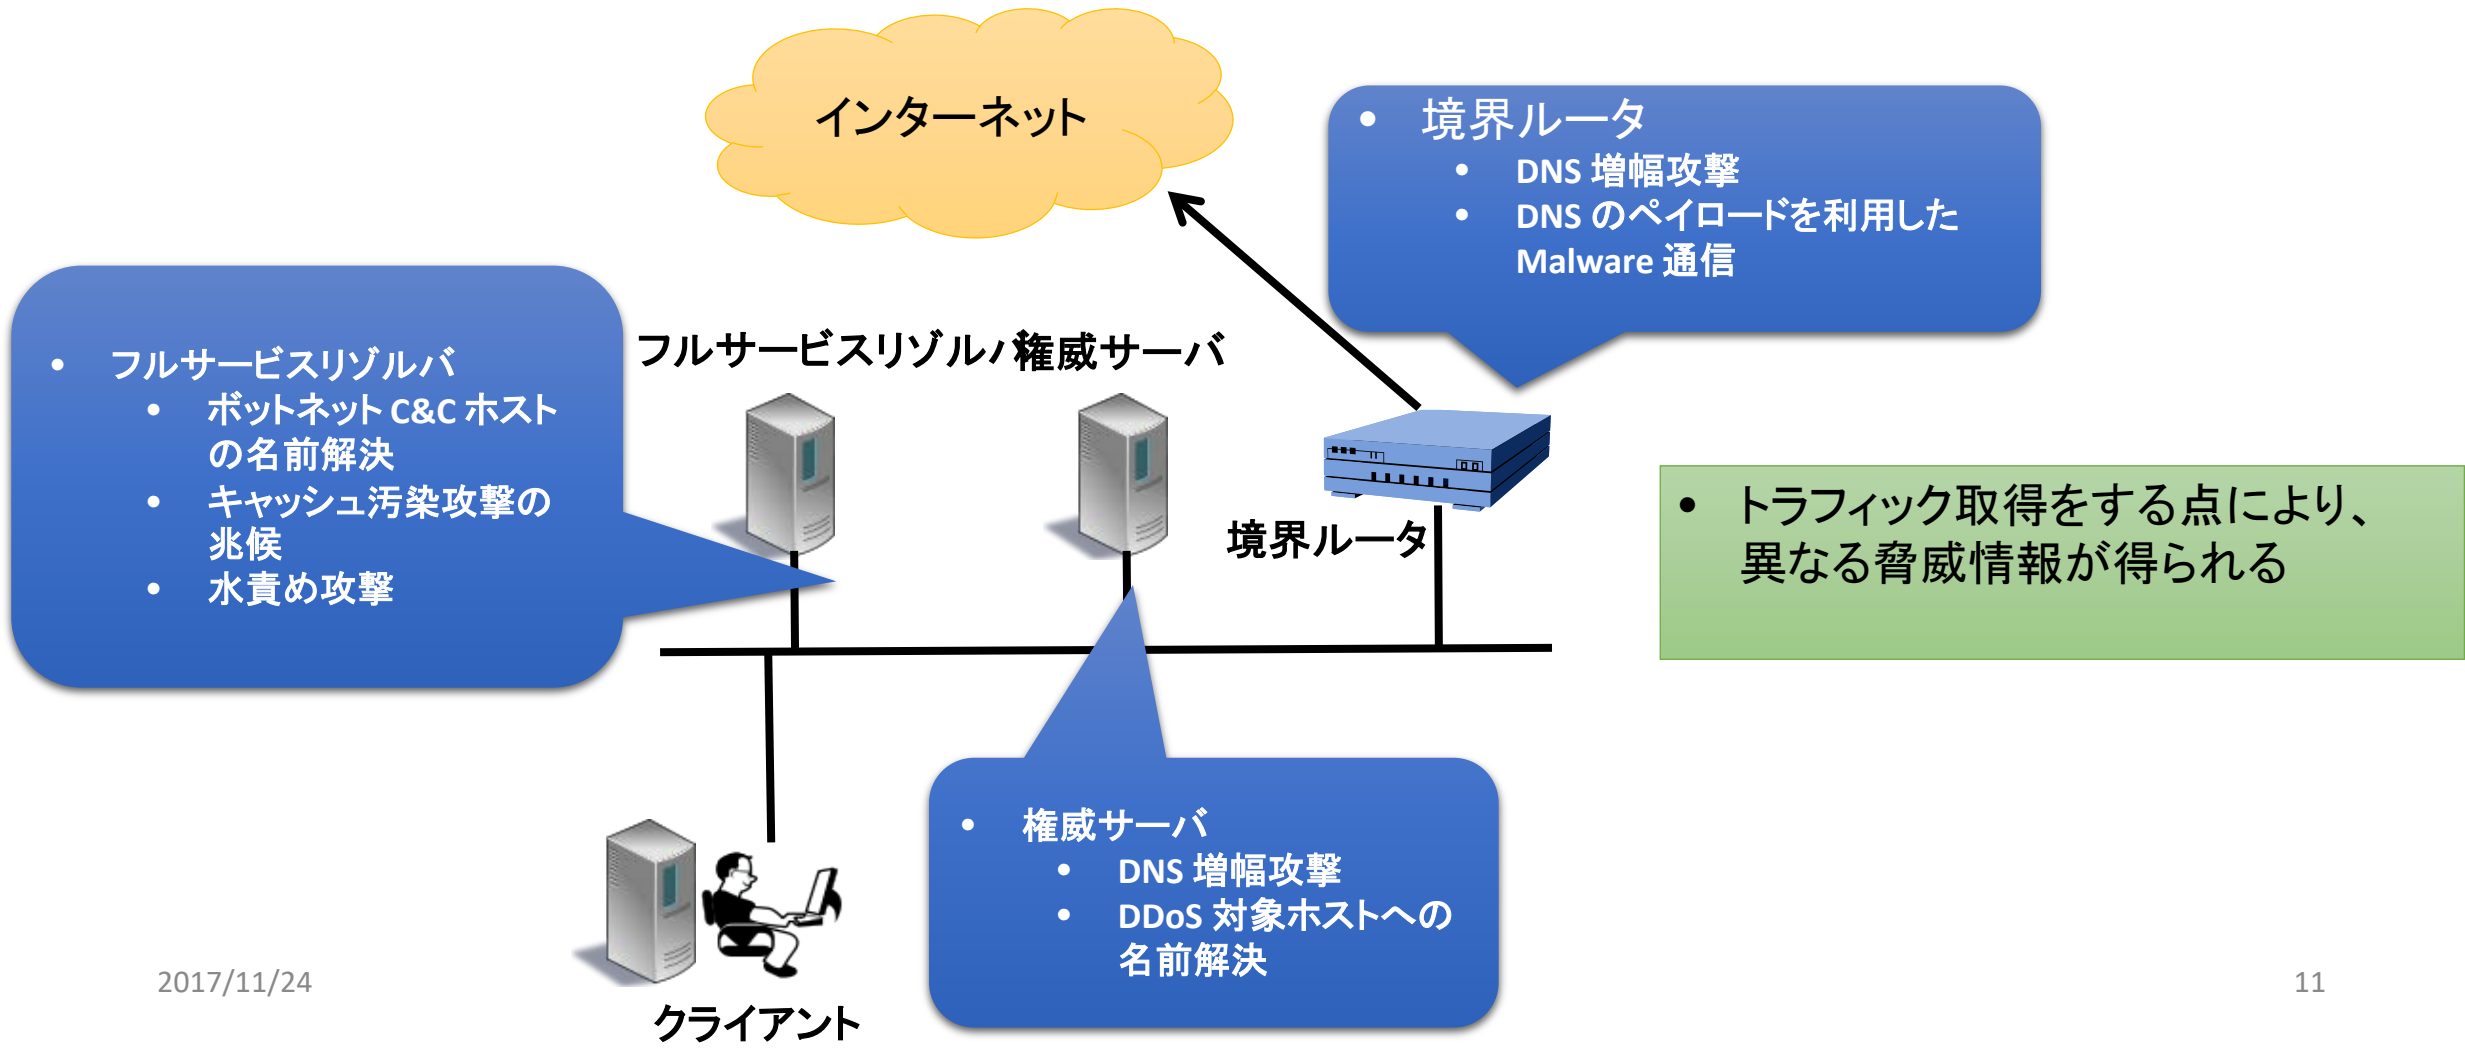 インターネット
• 境界ルータ
• DNS 増幅攻撃
• DNS のペイロードを利用した
Malware 通信
• フルサービスリゾルバ
• ボットネット C&C ホスト
の名前解決
• キャッシュ汚染攻撃の
兆候
• 水責め攻撃
フルサービスリゾルバ
権威サーバ
境界ルータ
• トラフィック取得をする点により、
異なる脅威情報が得られる
• 権威サーバ
• DNS 増幅攻撃
• DDoS 対象ホストへの
名前解決
クライアント
2017/11/24
11